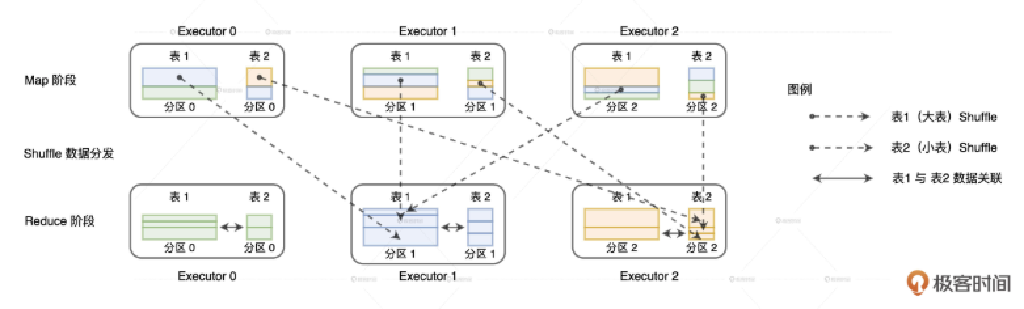 Executor 0 Executor 1 Executor 2
表 1 表 2 表 1 表 2 表 1 表 2
Map 阶段
分区 0 分区 0 分区 1 分区 1 分区 2 分区 2
图例
表1（大表）Shuffle
表2（小表）Shuffle
表1 与 表2 数据关联
Shuffle 数据分发
表 1 表 2 表 1 表 2 表 1 表 2
Reduce 阶段
分区 0 分区 0 分区 1 分区 1 分区 2 分区 2
Executor 0 Executor 1 Executor 2
极客时间